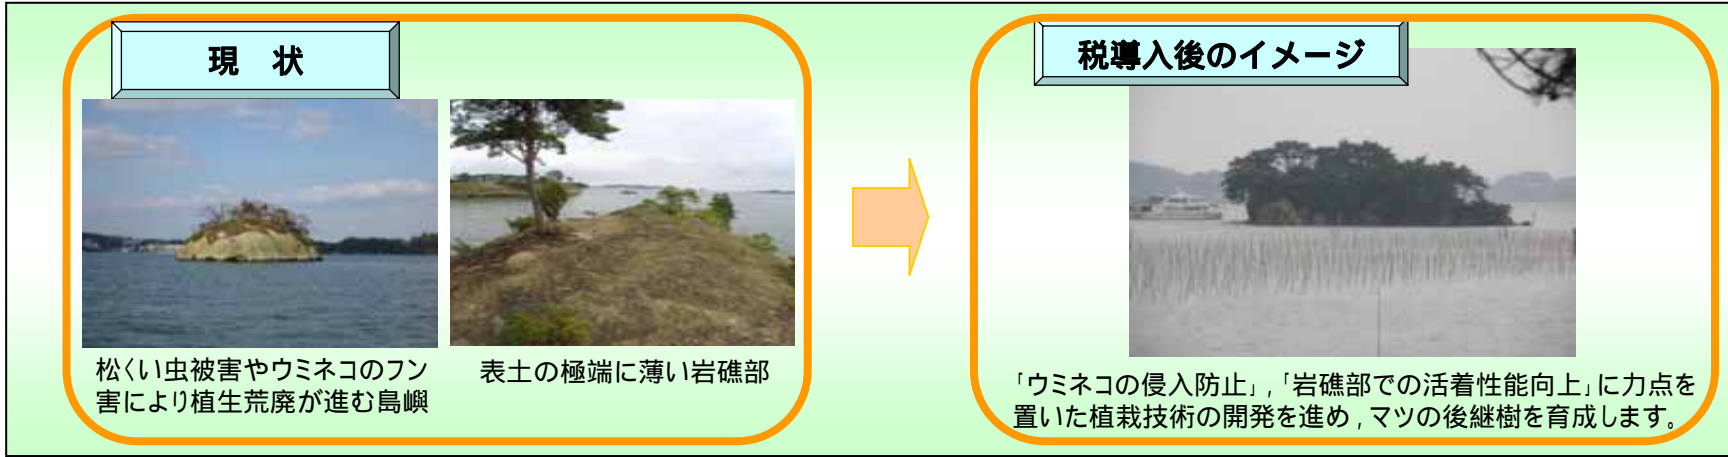 現　状
松くい虫被害やウミネコのフン
害により植生荒廃が進む島嶼
表土の極端に薄い岩礁部
税導入後のイメージ
「ウミネコの侵入防止」，「岩礁部での活着性能向上」に力点を
置いた植栽技術の開発を進め，マツの後継樹を育成します。